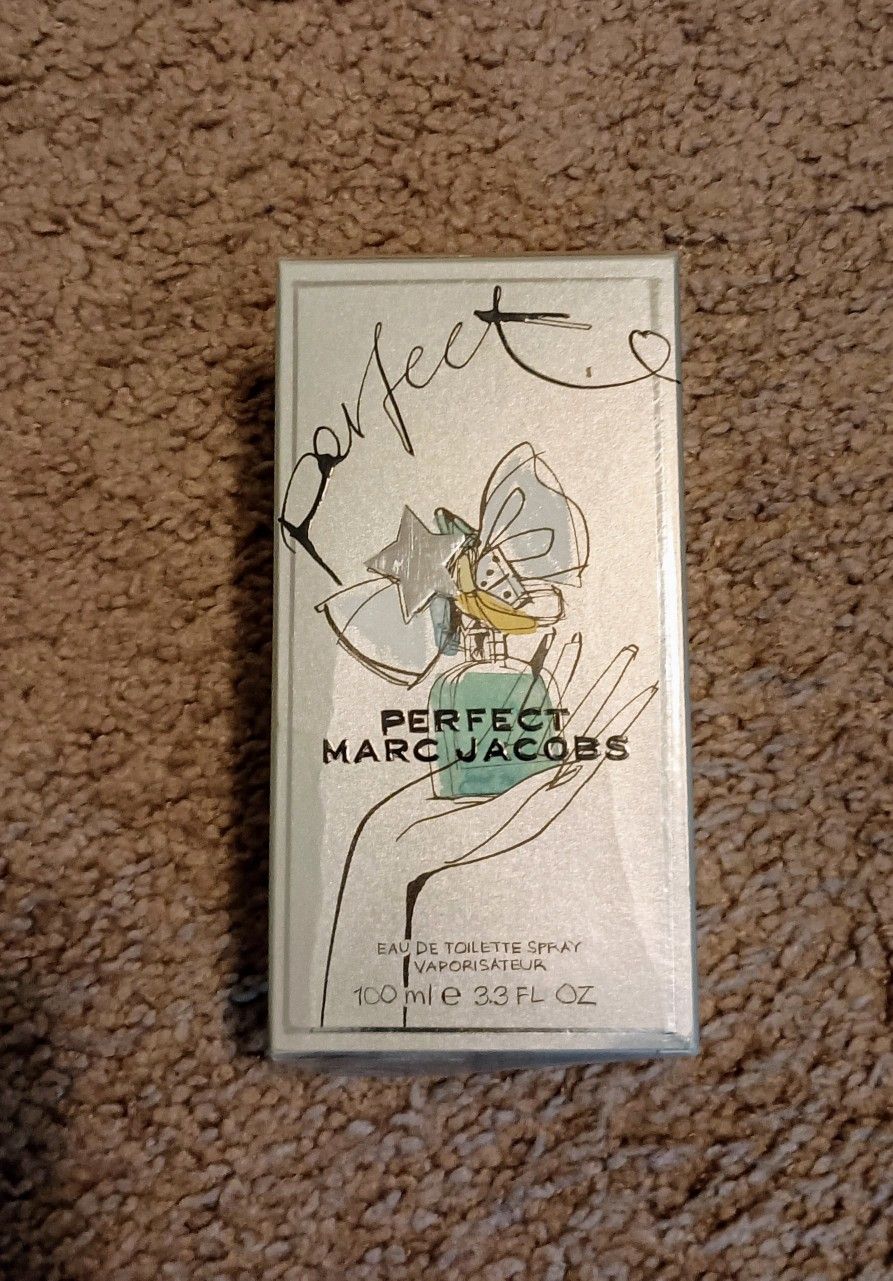 perfect
PERFECT
MARC JACOBS
EAU DE TOILETTE SPRAY
VAPORISATEUR
100 ml e 3.3 FL OZ